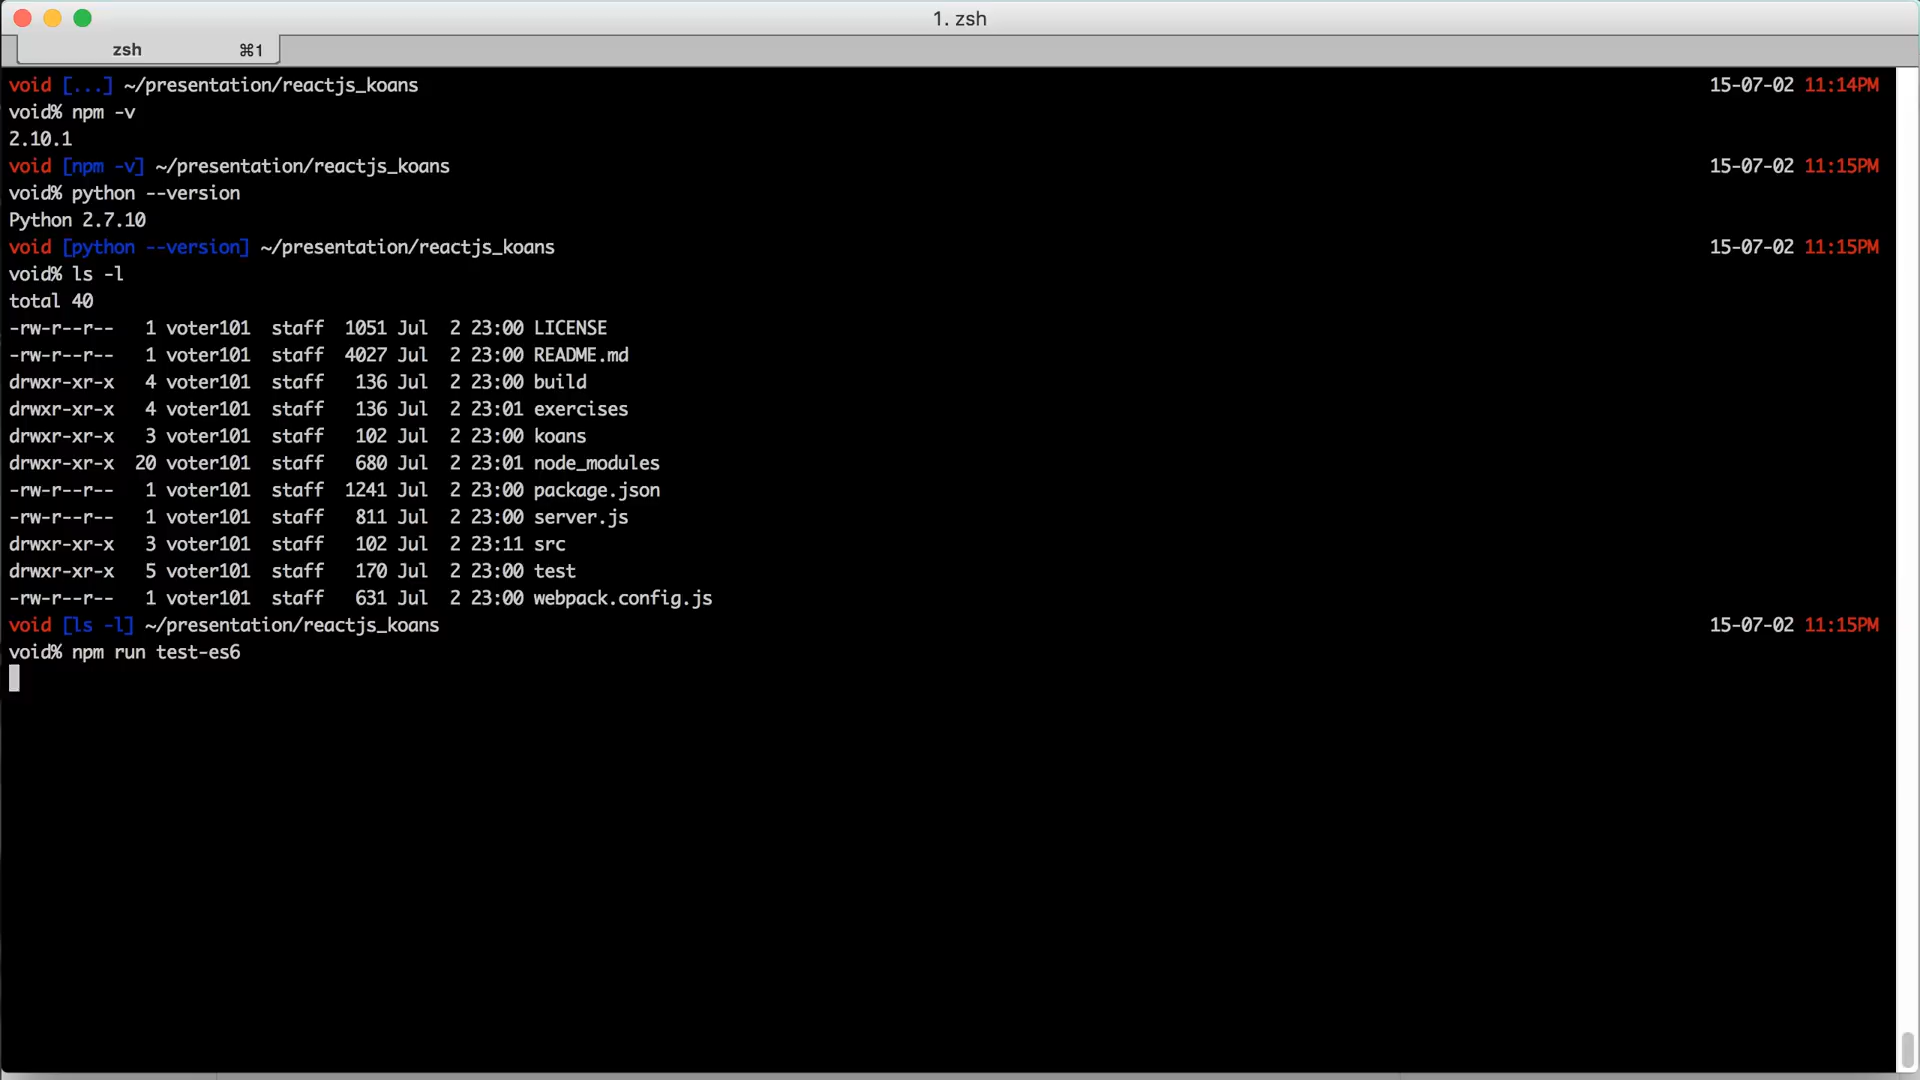 1. zsh
zsh ⌘1
void [...] ~/presentation/reactjs_koans 15-07-02 11:14PM
void% npm -v
2.10.1
void [npm -v] ~/presentation/reactjs_koans 15-07-02 11:15PM
void% python --version
Python 2.7.10
void [python --version] ~/presentation/reactjs_koans 15-07-02 11:15PM
void% ls -l
total 40
-rw-r--r-- 1 voter101 staff 1051 Jul 2 23:00 LICENSE
-rw-r--r-- 1 voter101 staff 4027 Jul 2 23:00 README.md
drwxr-xr-x 4 voter101 staff 136 Jul 2 23:00 build
drwxr-xr-x 4 voter101 staff 136 Jul 2 23:01 exercises
drwxr-xr-x 3 voter101 staff 102 Jul 2 23:00 koans
drwxr-xr-x 20 voter101 staff 680 Jul 2 23:01 node_modules
-rw-r--r-- 1 voter101 staff 1241 Jul 2 23:00 package.json
-rw-r--r-- 1 voter101 staff 811 Jul 2 23:00 server.js
drwxr-xr-x 3 voter101 staff 102 Jul 2 23:11 src
drwxr-xr-x 5 voter101 staff 170 Jul 2 23:00 test
-rw-r--r-- 1 voter101 staff 631 Jul 2 23:00 webpack.config.js
void [ls -l] ~/presentation/reactjs_koans 15-07-02 11:15PM
void% npm run test-es6